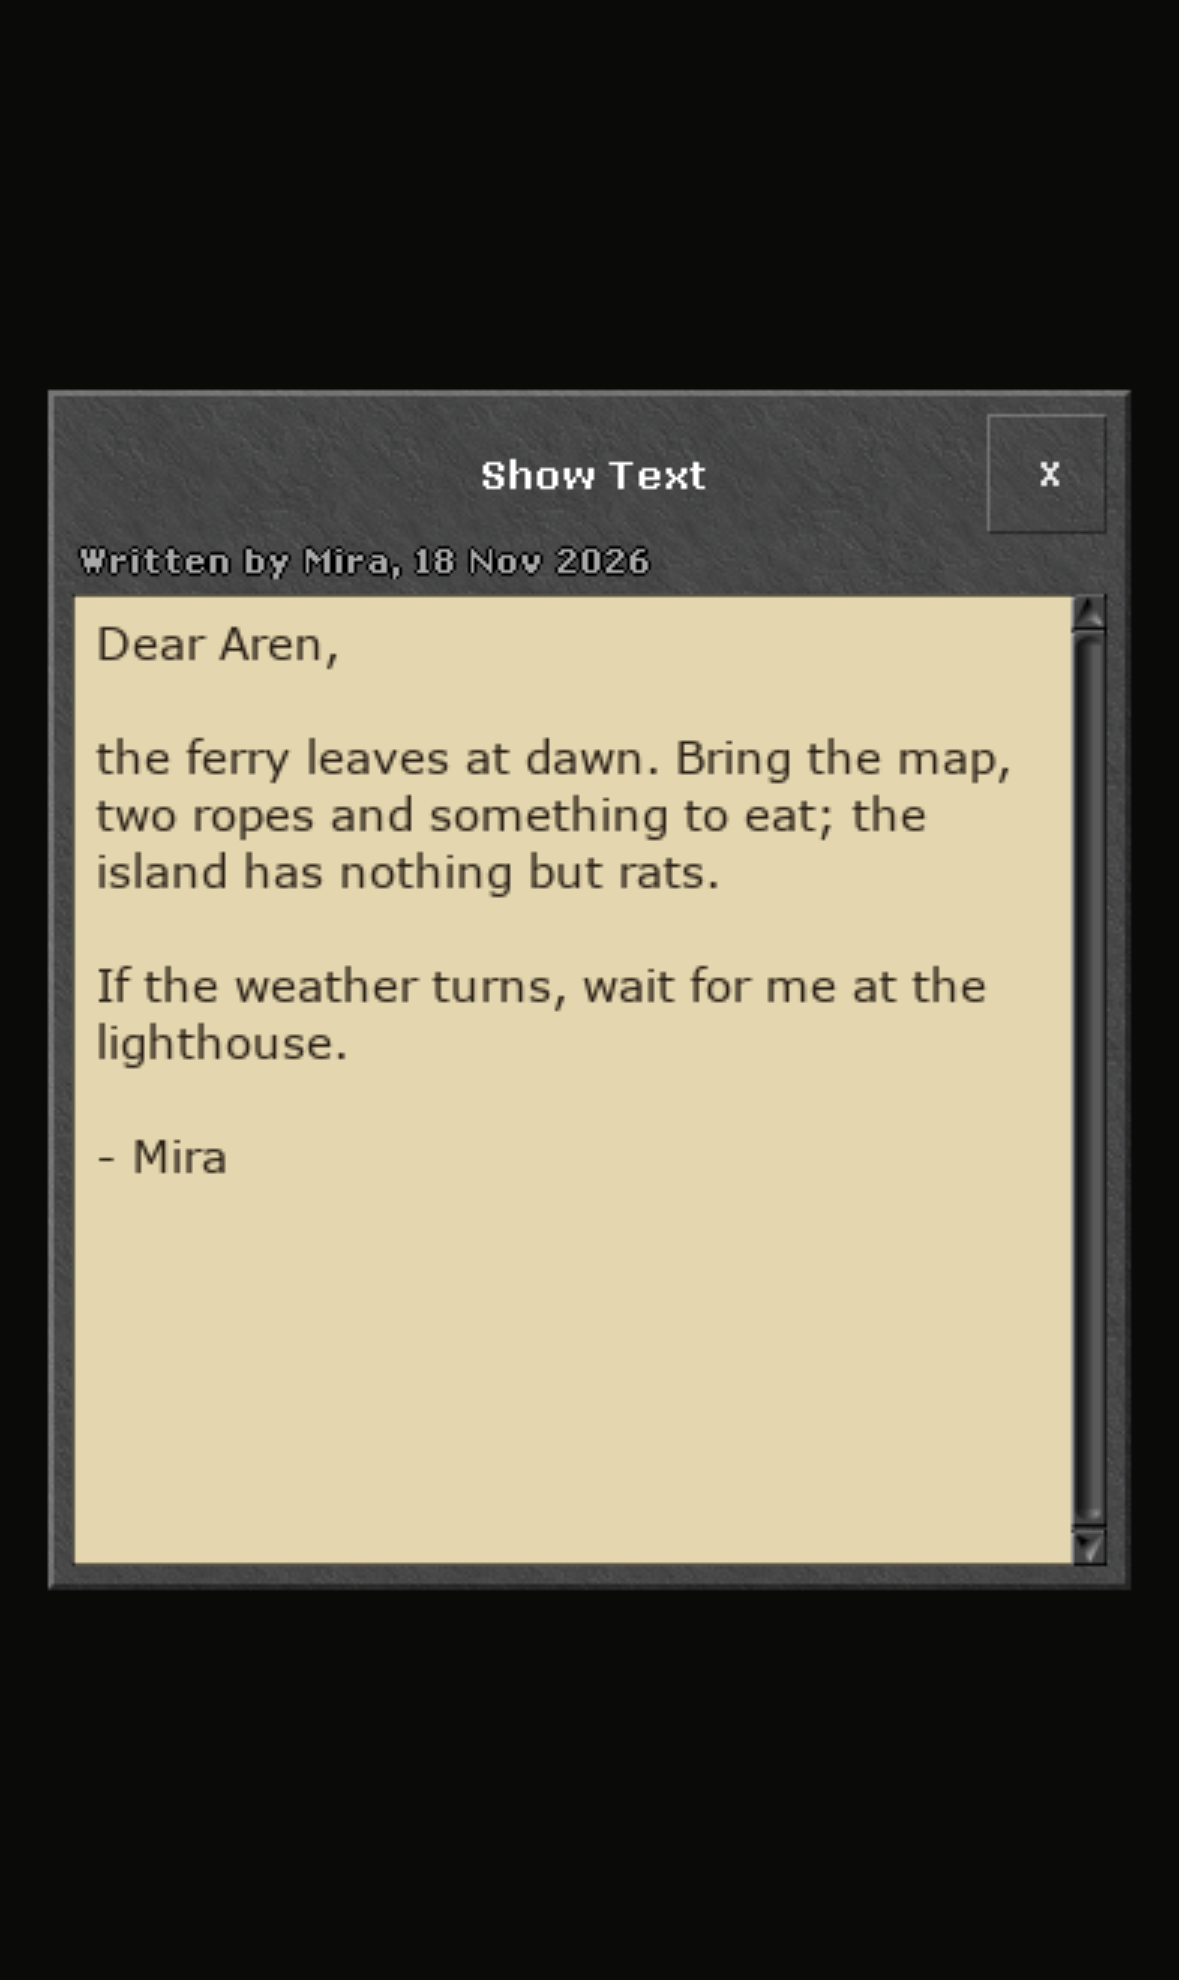 Show Text
X
Written by Mira, 18 Nov 2026
Dear Aren,
the ferry leaves at dawn. Bring the map,
two ropes and something to eat; the
island has nothing but rats.
If the weather turns, wait for me at the
lighthouse.
- Mira